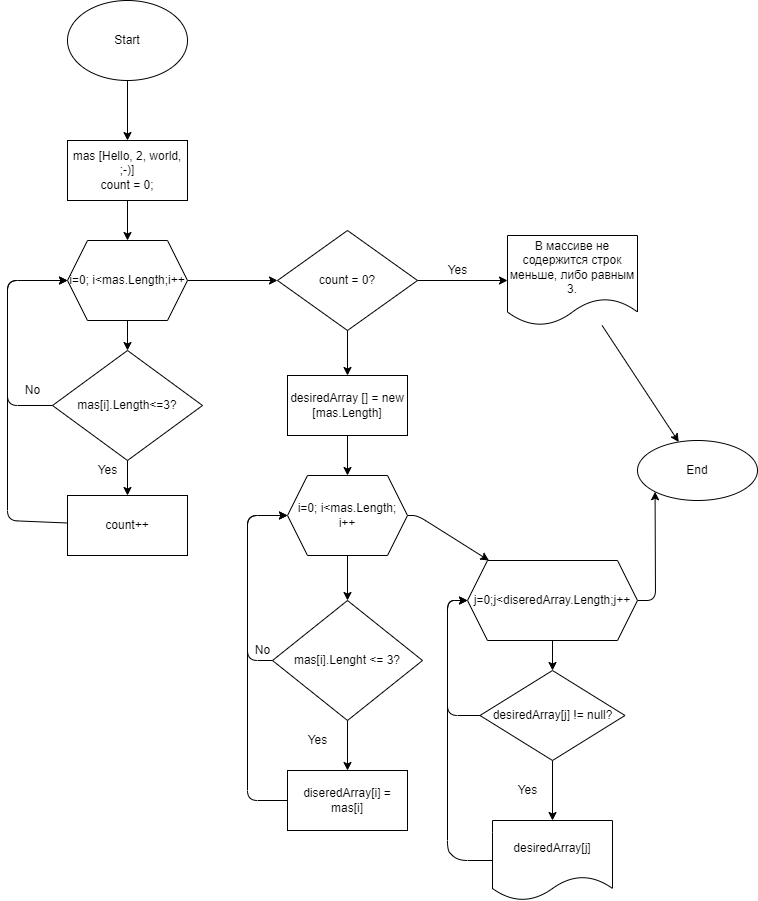 Start
mas [Hello, 2, world,
;-)]
count = 0;
i=0; i<mas.Length;i++
mas[i].Length<=3?
No
Yes
count++
count = 0?
Yes
В массиве не
содержится строк
меньше, либо равным
3.
desiredArray [] = new
[mas.Length]
i=0; i<mas.Length;
i++
mas[i].Lenght <= 3?
No
Yes
diseredArray[i] =
mas[i]
j=0;j<diseredArray.Length;j++
desiredArray[j] != null?
Yes
desiredArray[j]
End